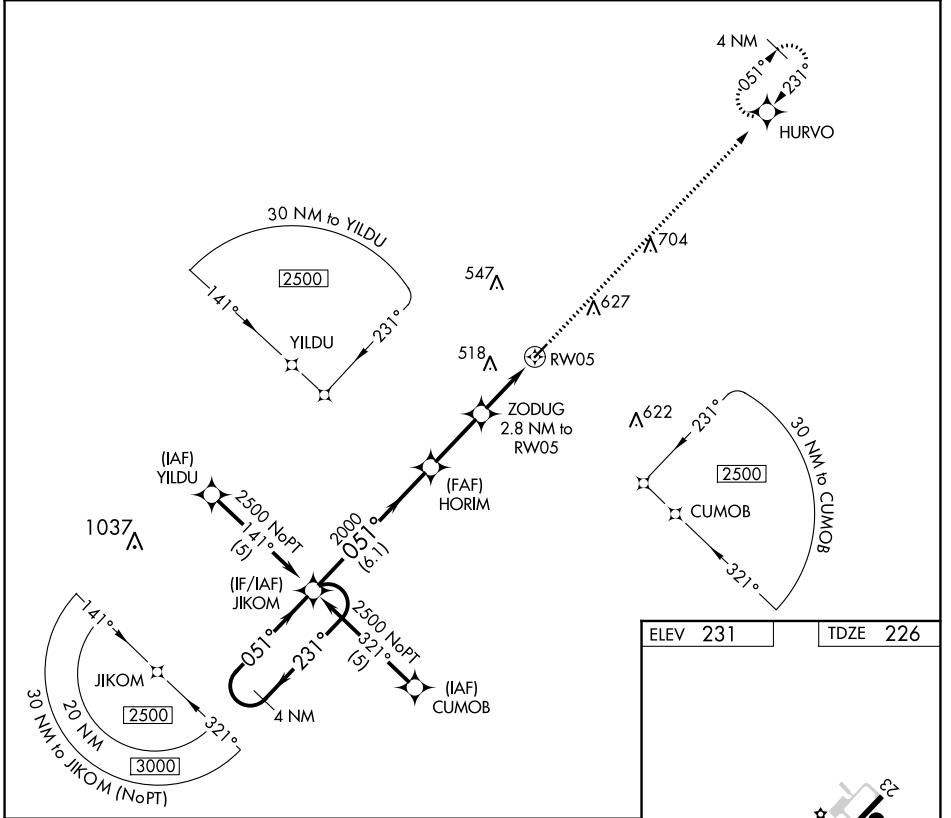 4 NM
051°
231°
HURVO
30 NM to YILDU
2500
141°
231°
YILDU
547
704
627
518
RW05
ZODUG
2.8 NM to
RW05
622
231°
30 NM to CUMOB
2500
CUMOB
321°
(IAF)
YILDU
2500 NoPT
141°
(5)
(FAF)
HORIM
2000
051°
(6.1)
1037
(IF/IAF)
JIKOM
2500 NoPT
321°
(5)
051°
231°
4 NM
(IAF)
CUMOB
141°
JIKOM
2500
321°
20 NM
3000
30 NM to JIKOM (NoPT)
ELEV 231
TDZE 226
23